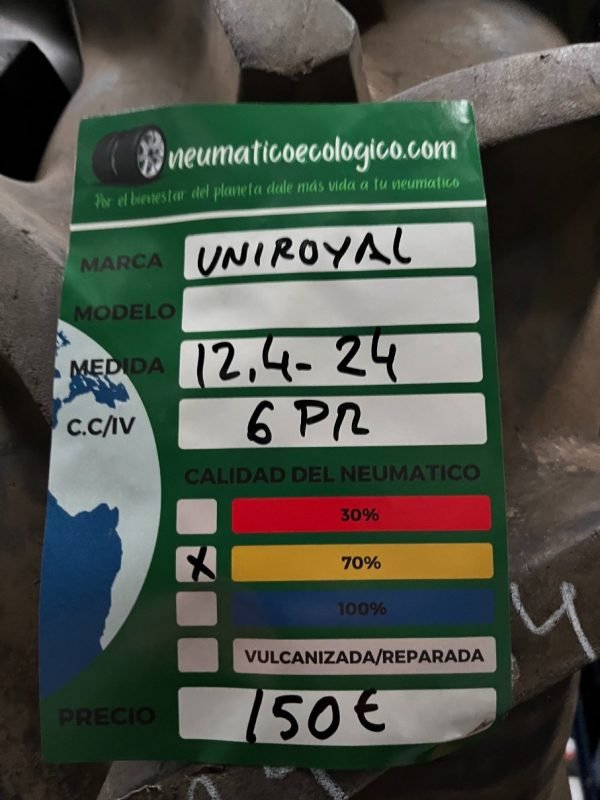 neumaticoecologico.com
Por el bienestar del planeta dale más vida a tu neumatico
MARCA UNIROYAL
MODELO
MEDIDA 12.4- 24
C.C/IV 6 PR
CALIDAD DEL NEUMATICO
30%
X 70%
100%
VULCANIZADA/REPARADA
PRECIO 150€
4